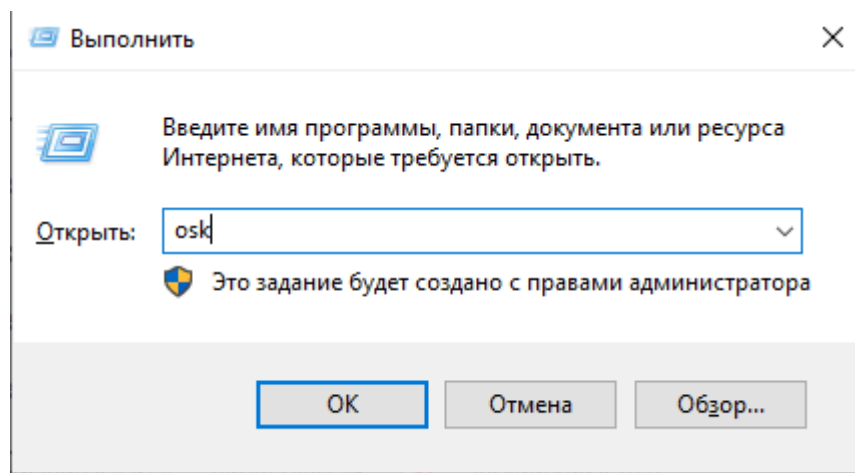 Выполнить
Введите имя программы, папки, документа или ресурса
Интернета, которые требуется открыть.
Открыть: osk
Это задание будет создано с правами администратора
ОК Отмена Обзор...